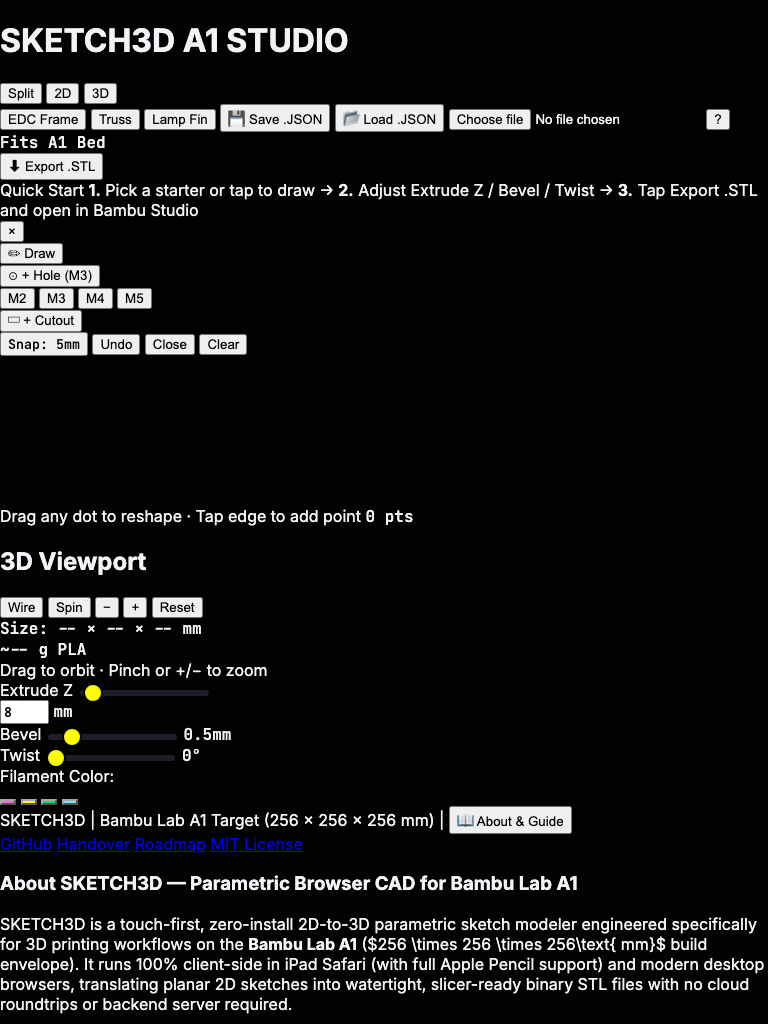 SKETCH3D A1 STUDIO
Split 2D 3D
EDC Frame Truss Lamp Fin 💾 Save .JSON 📂 Load .JSON Choose file No file chosen ?
Fits A1 Bed
⬇ Export .STL
Quick Start 1. Pick a starter or tap to draw → 2. Adjust Extrude Z / Bevel / Twist → 3. Tap Export .STL
and open in Bambu Studio
×
✏ Draw
⊙ + Hole (M3)
M2 M3 M4 M5
▭ + Cutout
Snap: 5mm Undo Close Clear
Drag any dot to reshape · Tap edge to add point 0 pts
3D Viewport
Wire Spin − + Reset
Size: -- × -- × -- mm
~-- g PLA
Drag to orbit · Pinch or +/− to zoom
Extrude Z
8 mm
Bevel 0.5mm
Twist 0°
Filament Color:
SKETCH3D | Bambu Lab A1 Target (256 × 256 × 256 mm) | 📖 About & Guide
GitHub Handover Roadmap MIT License
About SKETCH3D — Parametric Browser CAD for Bambu Lab A1
SKETCH3D is a touch-first, zero-install 2D-to-3D parametric sketch modeler engineered specifically
for 3D printing workflows on the Bambu Lab A1 ($256 \times 256 \times 256\text{ mm}$ build
envelope). It runs 100% client-side in iPad Safari (with full Apple Pencil support) and modern desktop
browsers, translating planar 2D sketches into watertight, slicer-ready binary STL files with no cloud
roundtrips or backend server required.